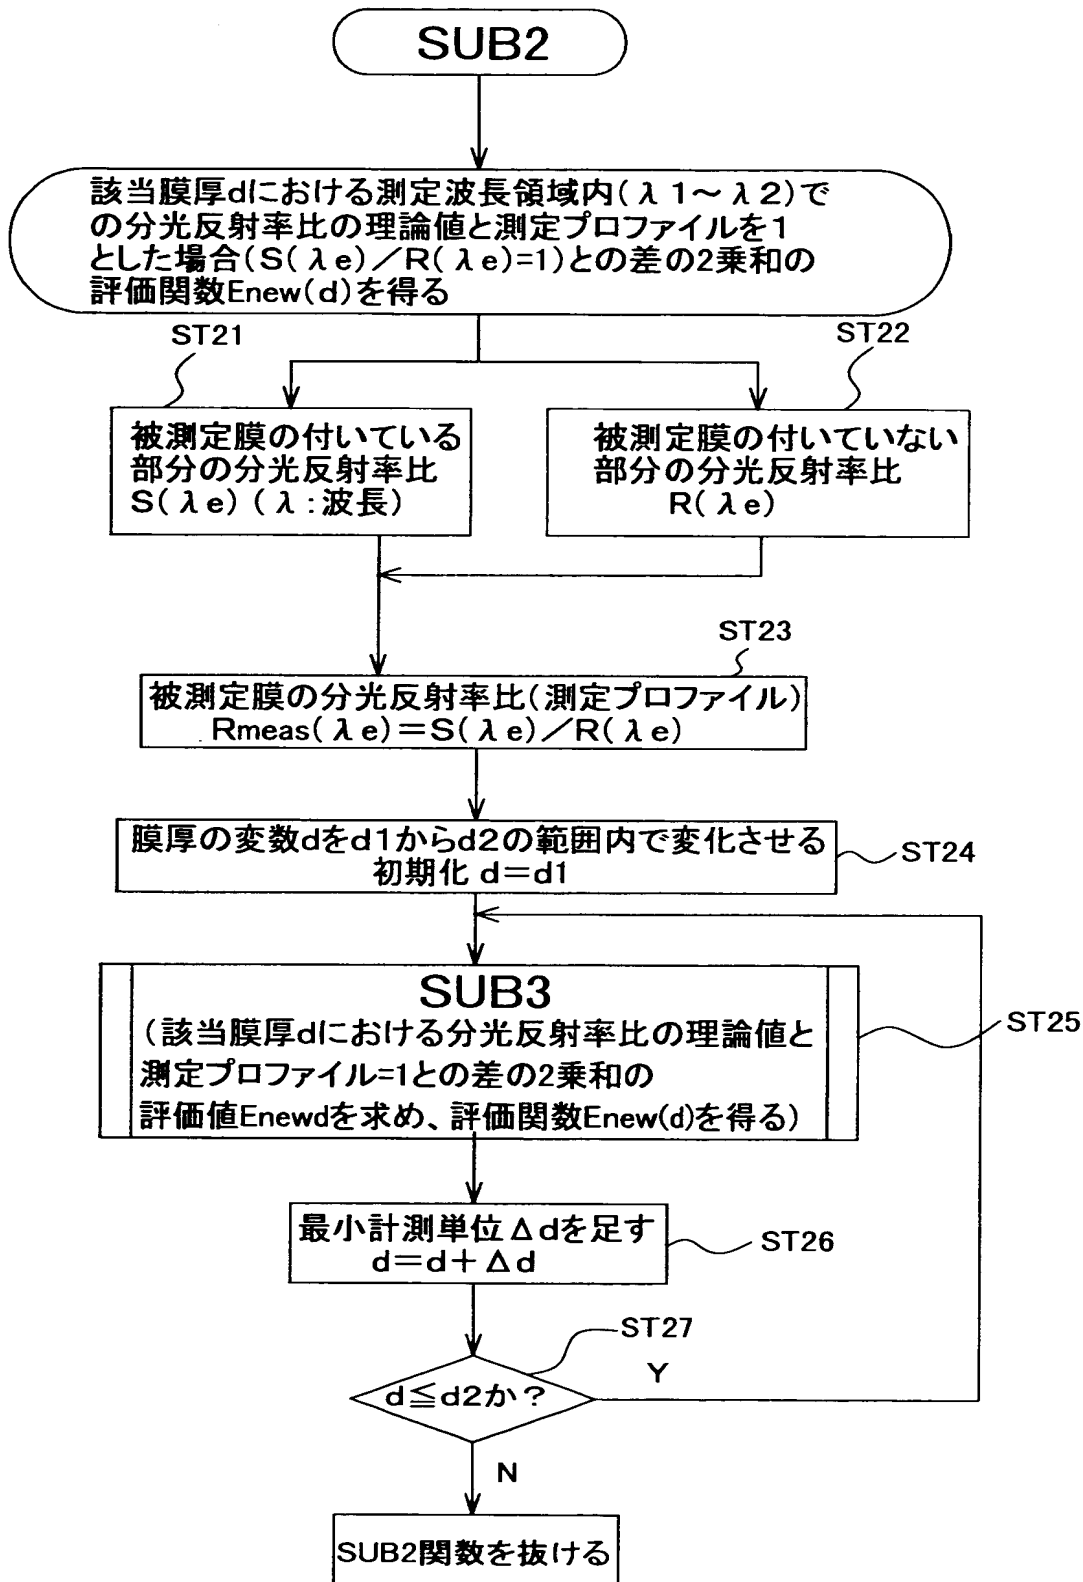 SUB2
該当膜厚dにおける測定波長領域内(λ1~λ2)で
の分光反射率比の理論値と測定プロファイルを1
とした場合(S(λe)/R(λe)=1)との差の2乗和の
評価関数Enew(d)を得る
ST21
ST22
被測定膜の付いている
部分の分光反射率比
S(λe)(λ:波長)
被測定膜の付いていない
部分の分光反射率比
R(λe)
ST23
被測定膜の分光反射率比(測定プロファイル)
Rmeas(λe)=S(λe)/R(λe)
膜厚の変数dをd1からd2の範囲内で変化させる
初期化 d=d1
ST24
SUB3
(該当膜厚dにおける分光反射率比の理論値と
測定プロファイル=1との差の2乗和の
評価値Enewdを求め、評価関数Enew(d)を得る)
ST25
最小計測単位Δdを足す
d=d+Δd
ST26
ST27
d≦d2か?
Y
N
SUB2関数を抜ける